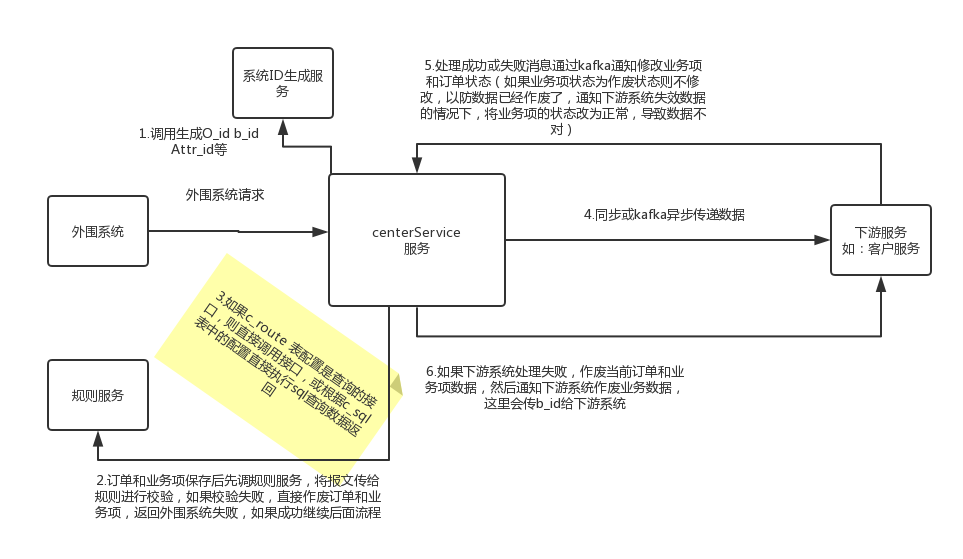 系统ID生成服
务
5.处理成功或失败消息通过kafka通知修改业务项
和订单状态（如果业务项状态为作废状态则不修
改，以防数据已经作废了，通知下游系统失效数据
的情况下，将业务项的状态改为正常，导致数据不
对）
1.调用生成O_id b_id
Attr_id等
外围系统请求
外围系统
centerService
服务
4.同步或kafka异步传递数据
下游服务
如：客户服务
3.如果c_route 表配置是查询的接
口，则直接调用接口，或根据c_sql
表中的配置直接执行sql查询数据返
回
规则服务
6.如果下游系统处理失败，作废当前订单和业
务项数据，然后通知下游系统作废业务数据，
这里会传b_id给下游系统
2.订单和业务项保存后先调规则服务，将报文传给
规则进行校验，如果校验失败，直接作废订单和业
务项，返回外围系统失败，如果成功继续后面流程